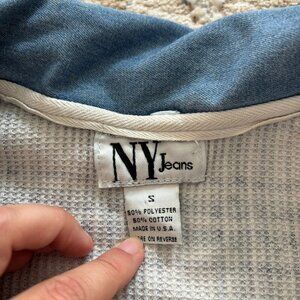 NY Jeans
S
50% POLYESTER
50% COTTON
MADE IN U.S.A.
ON REVERSE